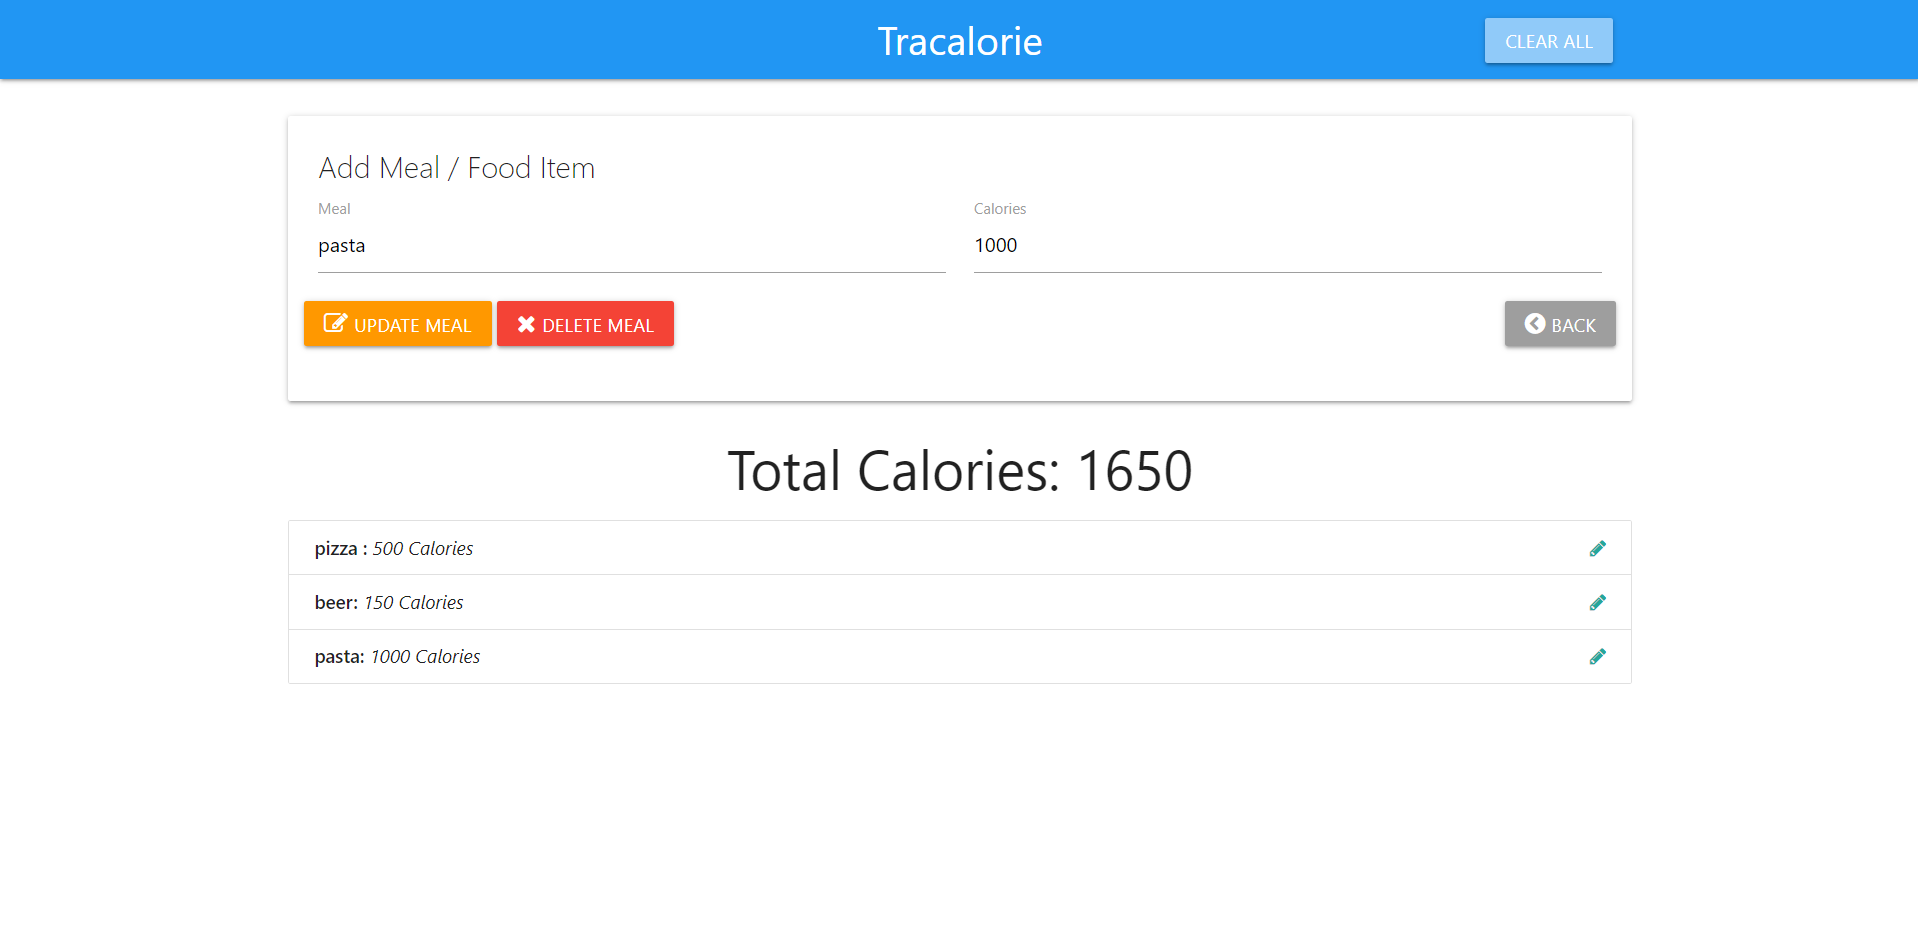 Tracalorie
CLEAR ALL
Add Meal / Food Item
Meal
Calories
pasta
1000
UPDATE MEAL
DELETE MEAL
BACK
Total Calories: 1650
pizza : 500 Calories
beer: 150 Calories
pasta: 1000 Calories